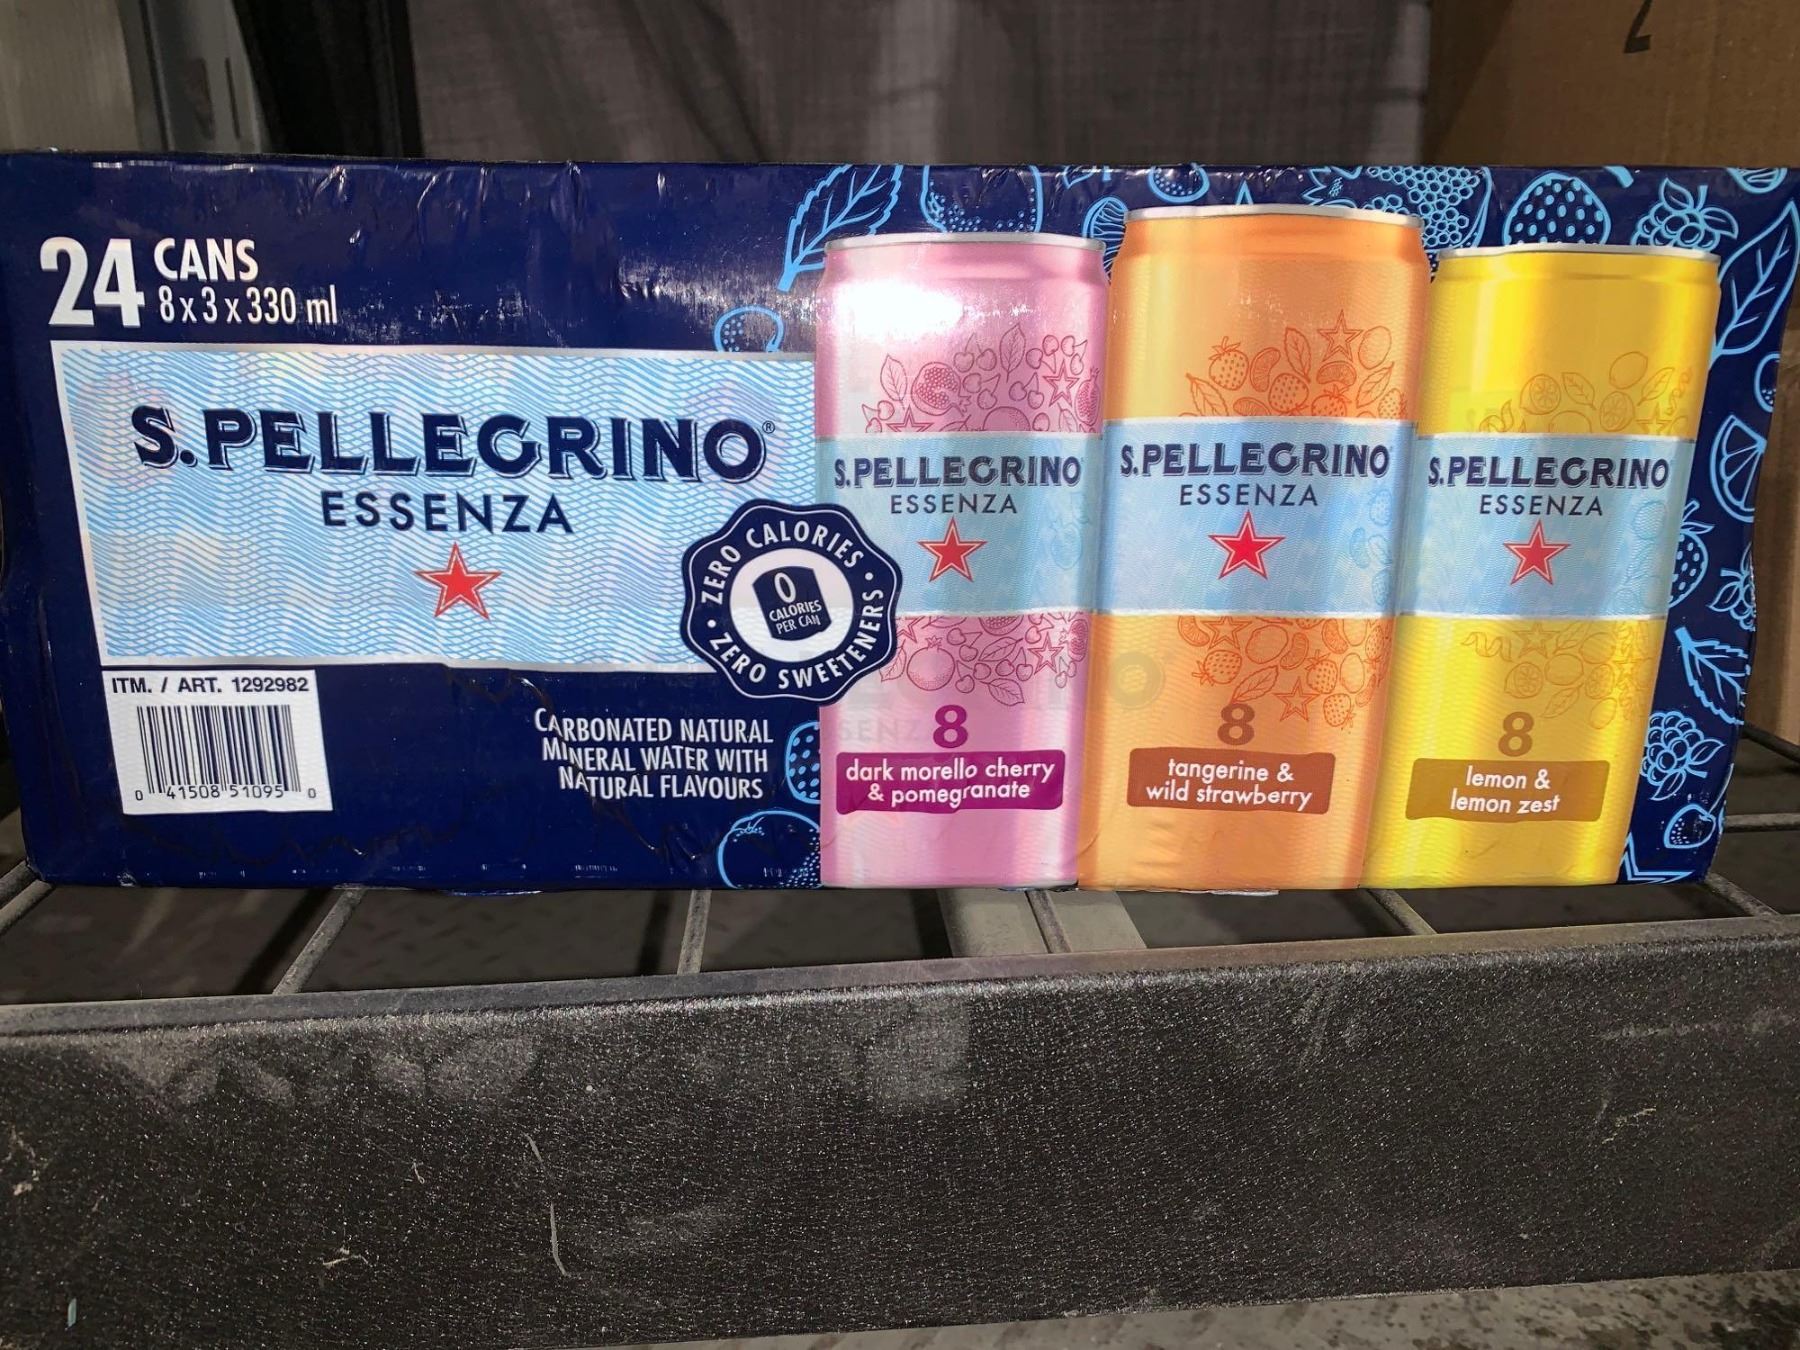 24 CANS
8 x 3 x 330 ml
S.PELLEGRINO®
ESSENZA
ZERO CALORIES • ZERO SWEETENERS •
0
CALORIES
PER CAN
ITM. / ART. 1292982
0 41508 51095 0
CARBONATED NATURAL
MINERAL WATER WITH
NATURAL FLAVOURS
S.PELLEGRINO
ESSENZA
8
dark morello cherry
& pomegranate
S.PELLEGRINO
ESSENZA
8
tangerine &
wild strawberry
S.PELLEGRINO
ESSENZA
8
lemon &
lemon zest
2